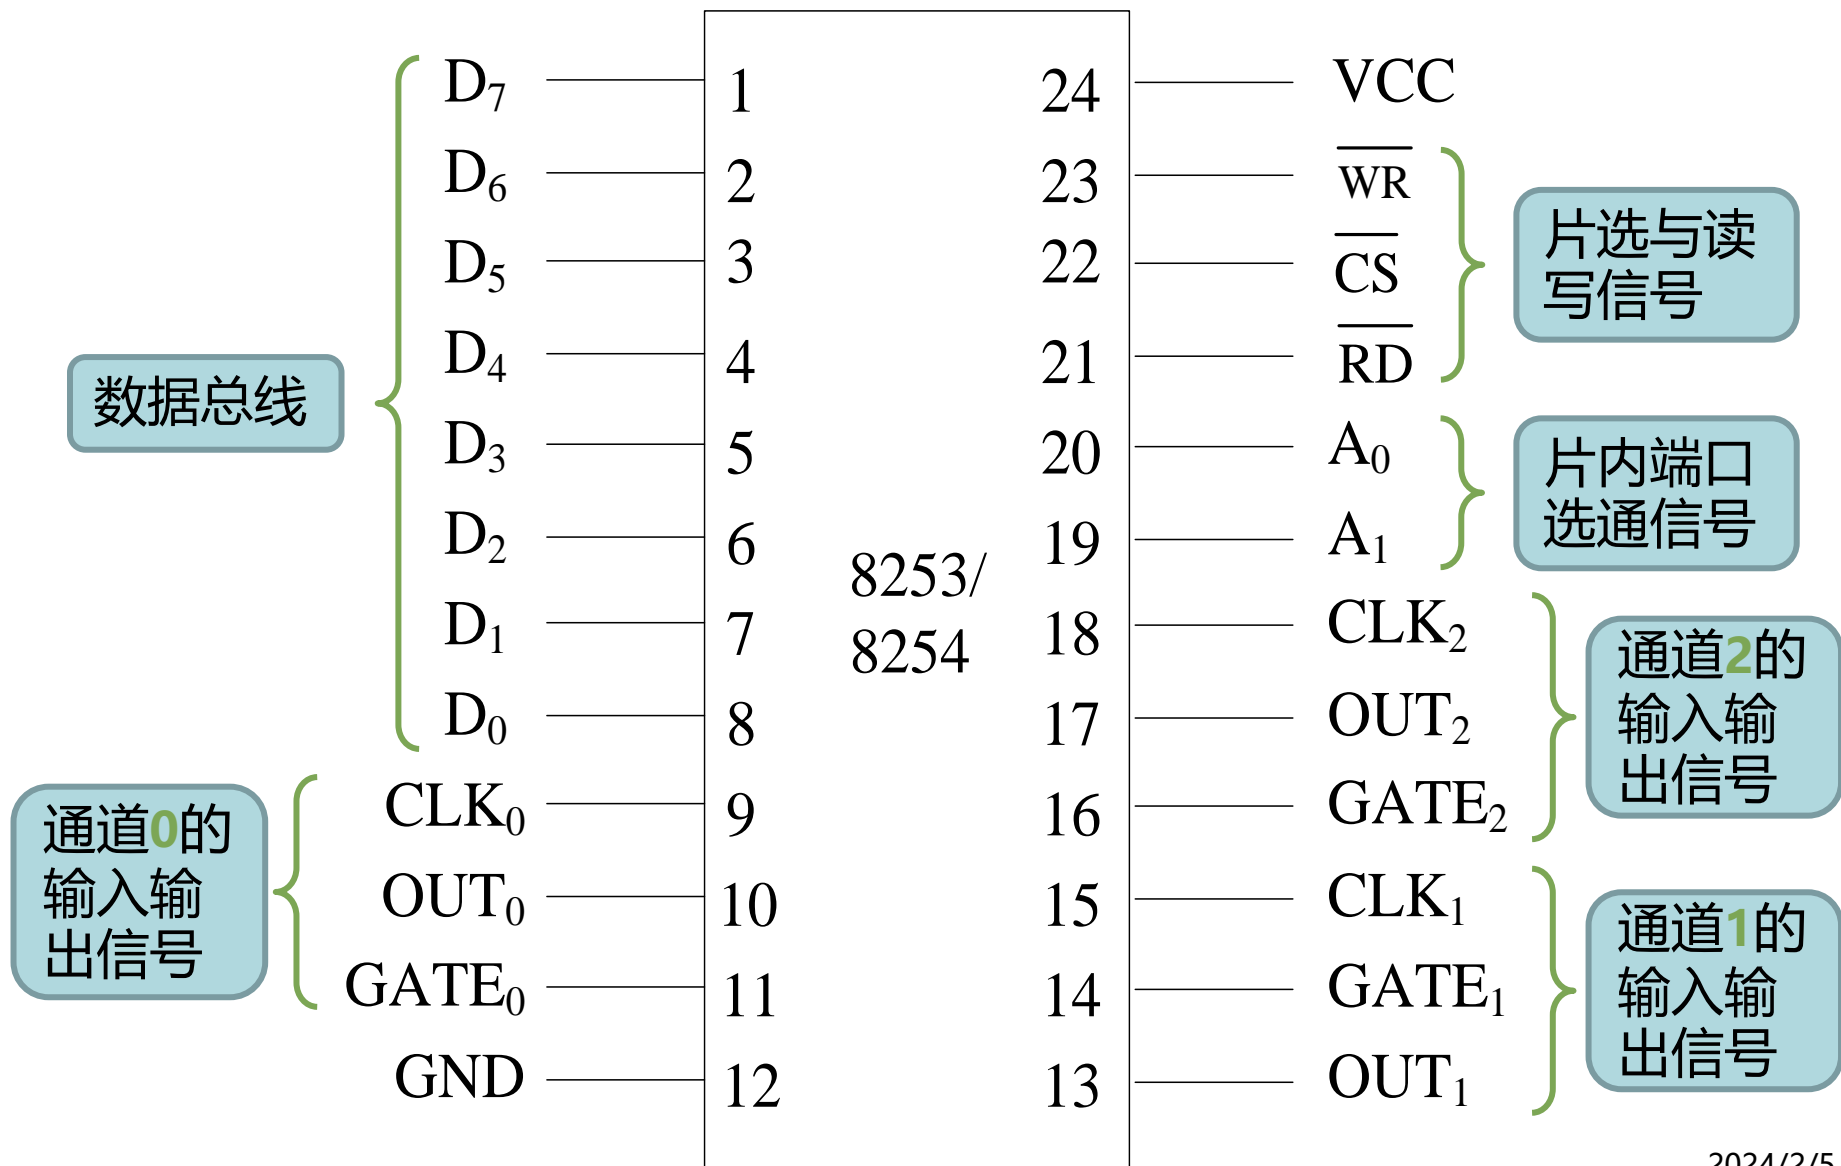 D₇ 1 24 VCC
D₆ 2 23 W̅R̅
D₅ 3 22 C̅S̅
D₄ 4 21 R̅D̅
D₃ 5 20 A₀
D₂ 6 19 A₁
D₁ 7 18 CLK₂
D₀ 8 17 OUT₂
CLK₀ 9 16 GATE₂
OUT₀ 10 15 CLK₁
GATE₀ 11 14 GATE₁
GND 12 13 OUT₁
8253/
8254
数据总线
通道0的
输入输
出信号
片选与读
写信号
片内端口
选通信号
通道2的
输入输
出信号
通道1的
输入输
出信号
2024/2/5